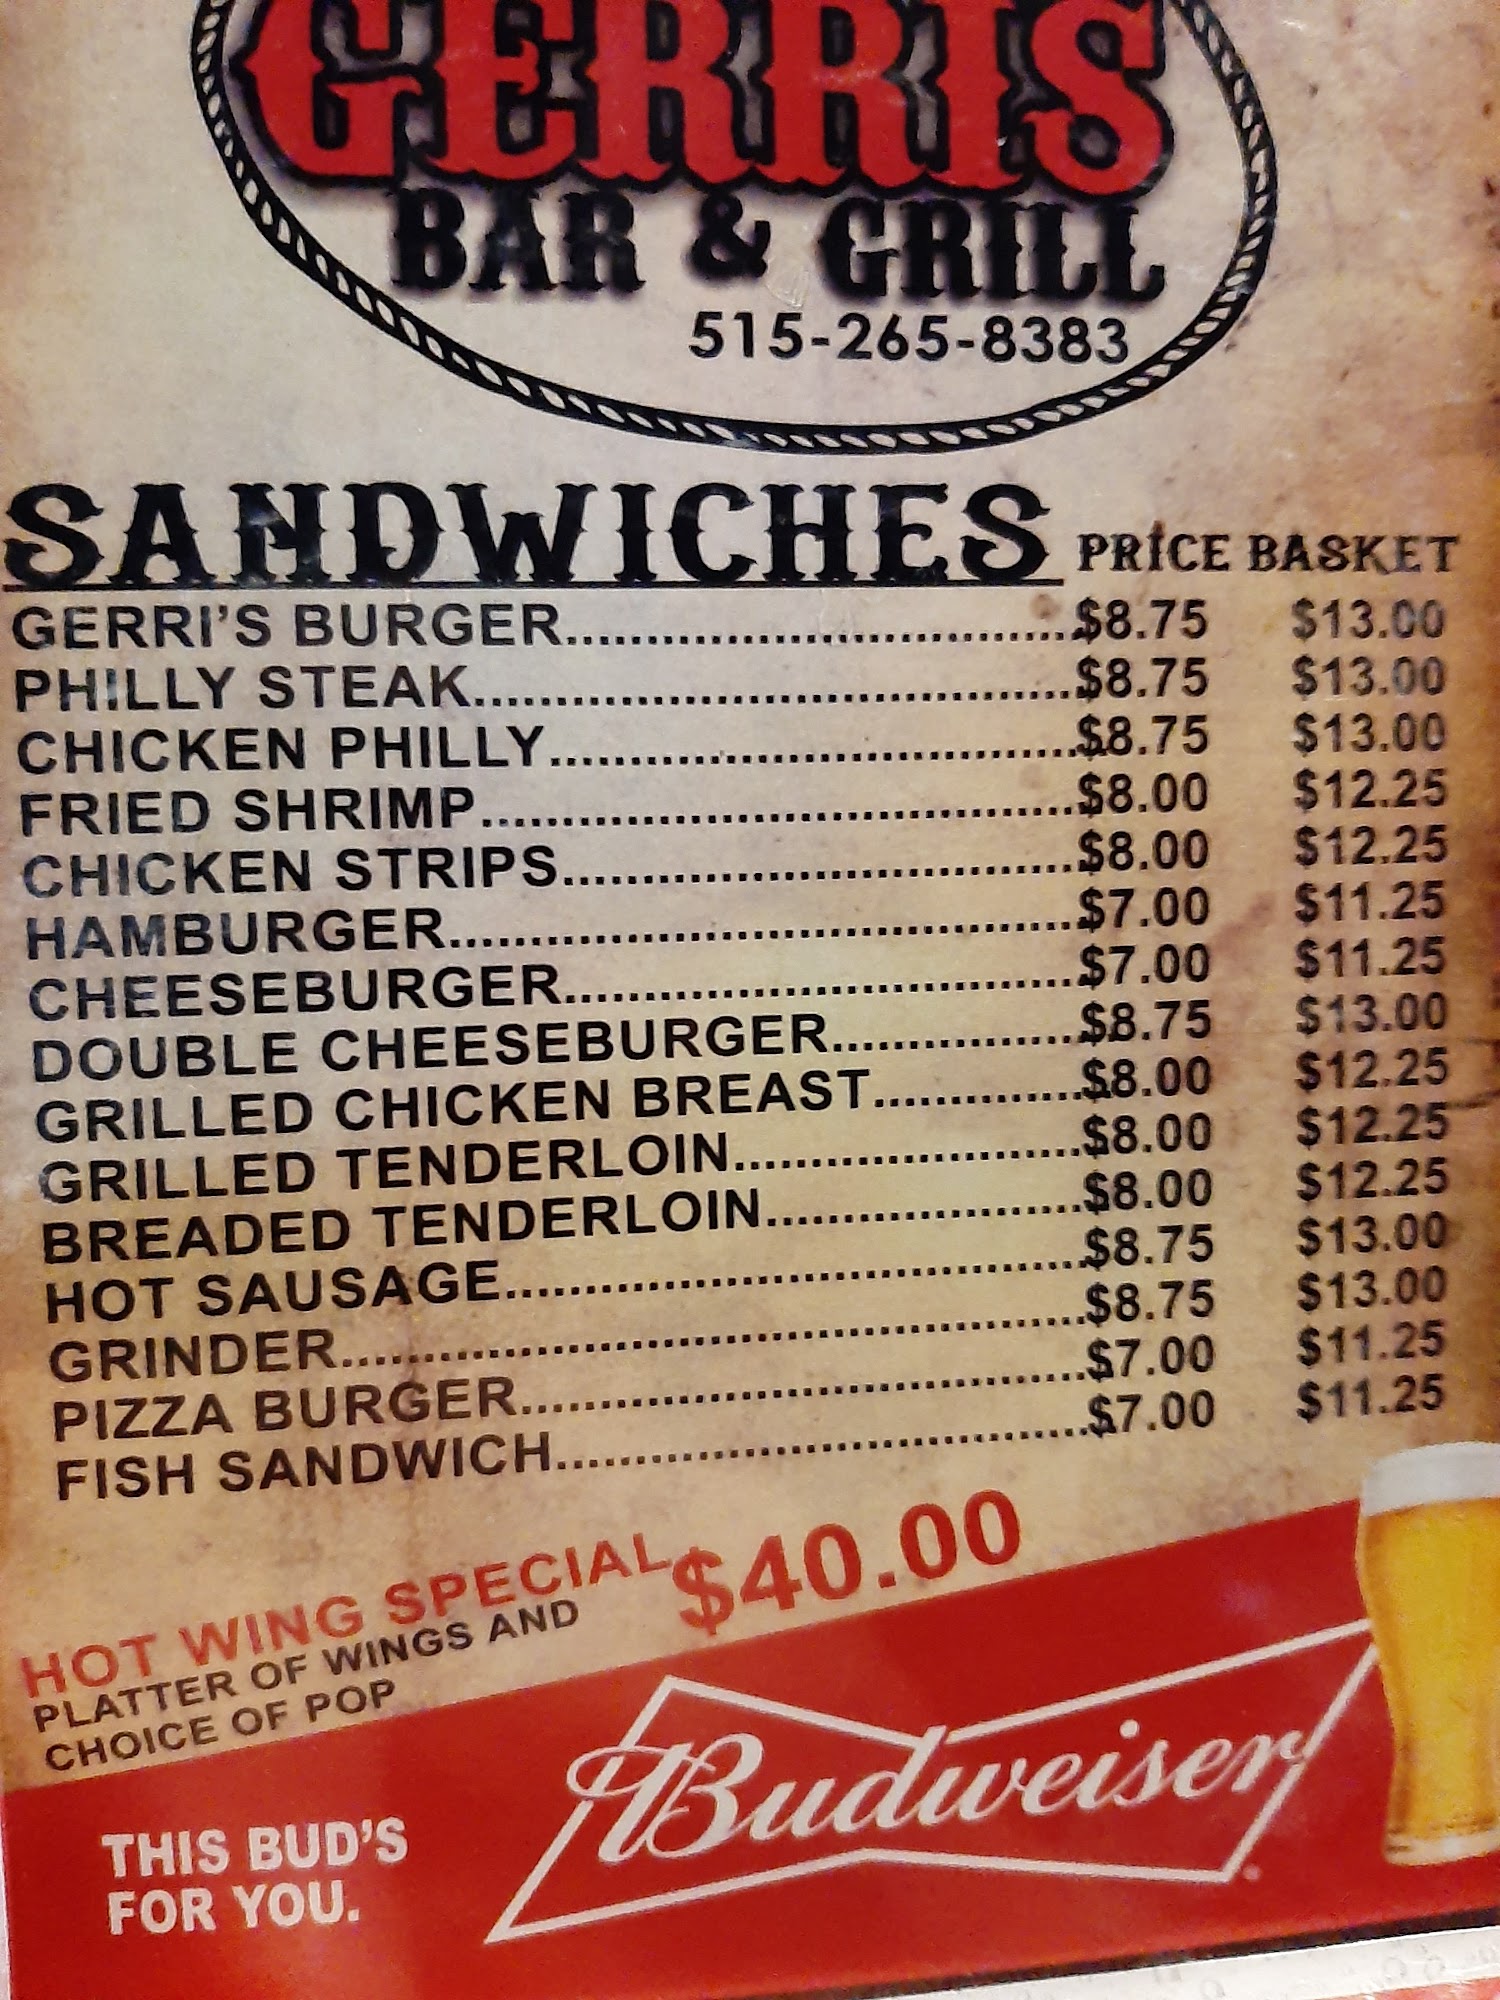 GERRIS
BAR & GRILL
515-265-8383
SANDWICHES PRICE BASKET
GERRI'S BURGER................................$8.75 $13.00
PHILLY STEAK......................................$8.75 $13.00
CHICKEN PHILLY.................................$8.75 $13.00
FRIED SHRIMP.....................................$8.00 $12.25
CHICKEN STRIPS................................$8.00 $12.25
HAMBURGER.......................................$7.00 $11.25
CHEESEBURGER................................$7.00 $11.25
DOUBLE CHEESEBURGER................$8.75 $13.00
GRILLED CHICKEN BREAST.............$8.00 $12.25
GRILLED TENDERLOIN......................$8.00 $12.25
BREADED TENDERLOIN....................$8.00 $12.25
HOT SAUSAGE....................................$8.75 $13.00
GRINDER..............................................$8.75 $13.00
PIZZA BURGER...................................$7.00 $11.25
FISH SANDWICH.................................$7.00 $11.25
HOT WING SPECIAL $40.00
PLATTER OF WINGS AND
CHOICE OF POP
THIS BUD'S
FOR YOU.
Budweiser